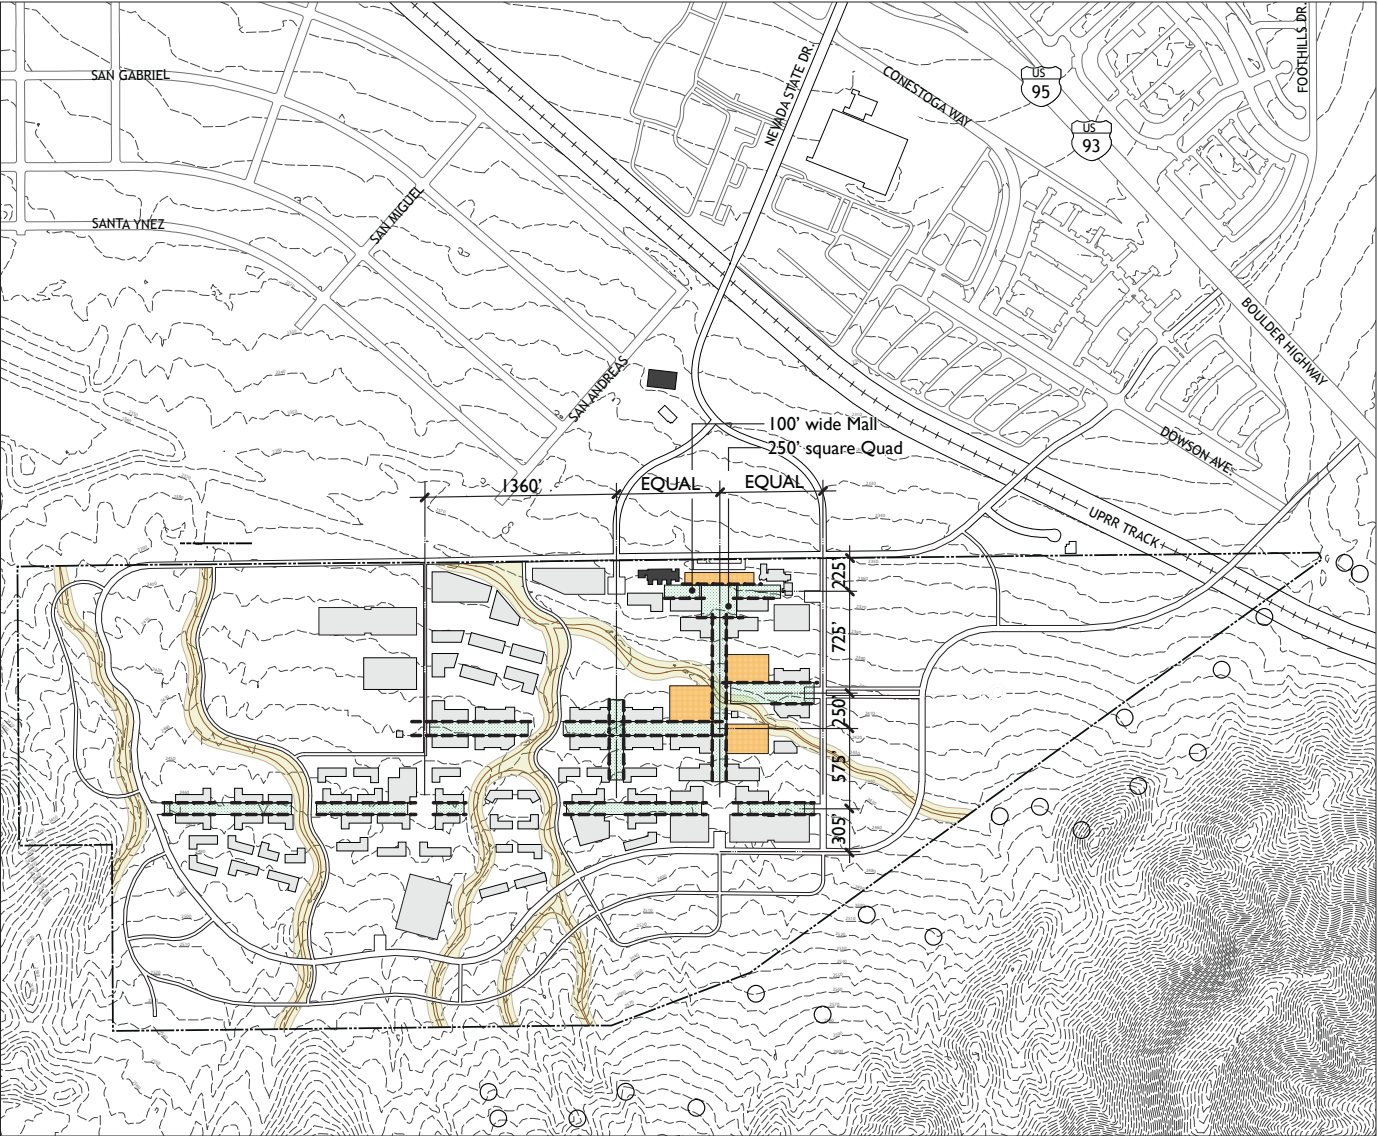 SAN GABRIEL
SANTA YNEZ
SAN MIGUEL
SAN ANDREAS
NEVADA STATE DR.
CONESTOGA WAY
US
95
US
93
FOOTHILLS DR.
BOULDER HIGHWAY
DOWSON AVE.
UPRR TRACK
100' wide Mall
250' square Quad
1360'
EQUAL
EQUAL
225'
725'
250'
575'
305'